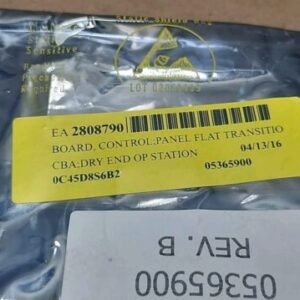 Sensitive
Required
EA 2808790
BOARD, CONTROL;PANEL FLAT TRANSITIO
04/13/16
CBA;DRY END OP STATION
0C45D8S6B2 05365900
05365900
REV. B